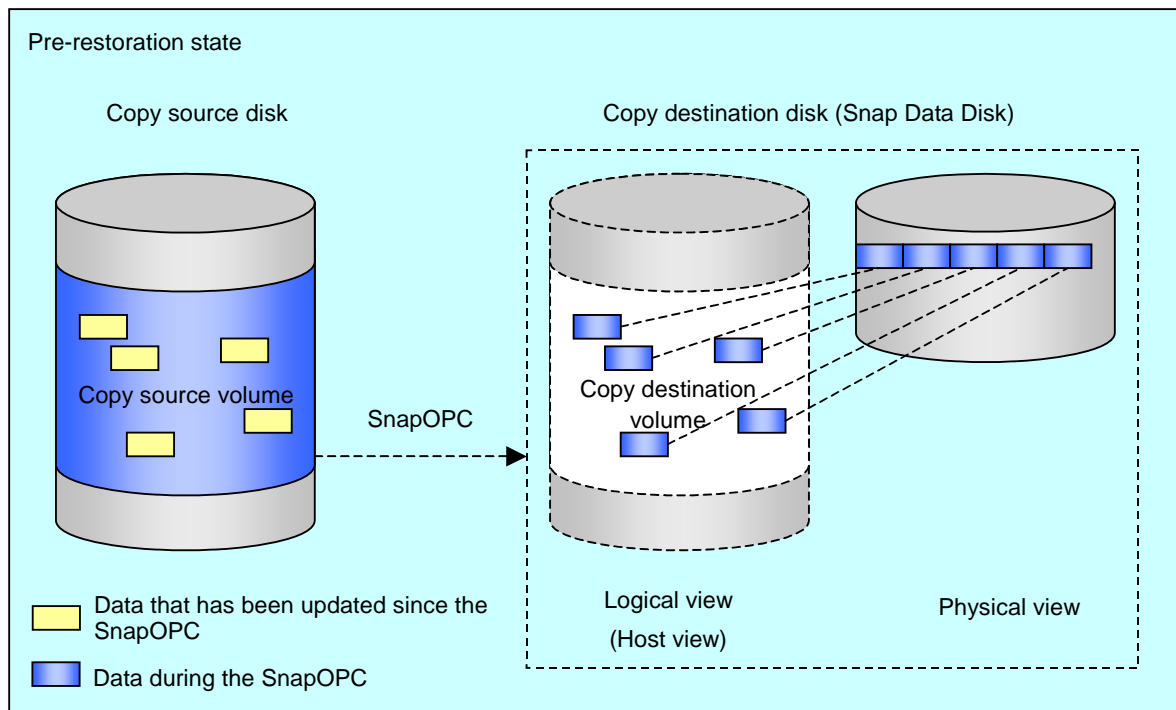 Pre-restoration state
Copy source disk
Copy destination disk (Snap Data Disk)
Copy source volume
SnapOPC
Copy destination
volume
Logical view
(Host view)
Physical view
Data that has been updated since the
SnapOPC
Data during the SnapOPC